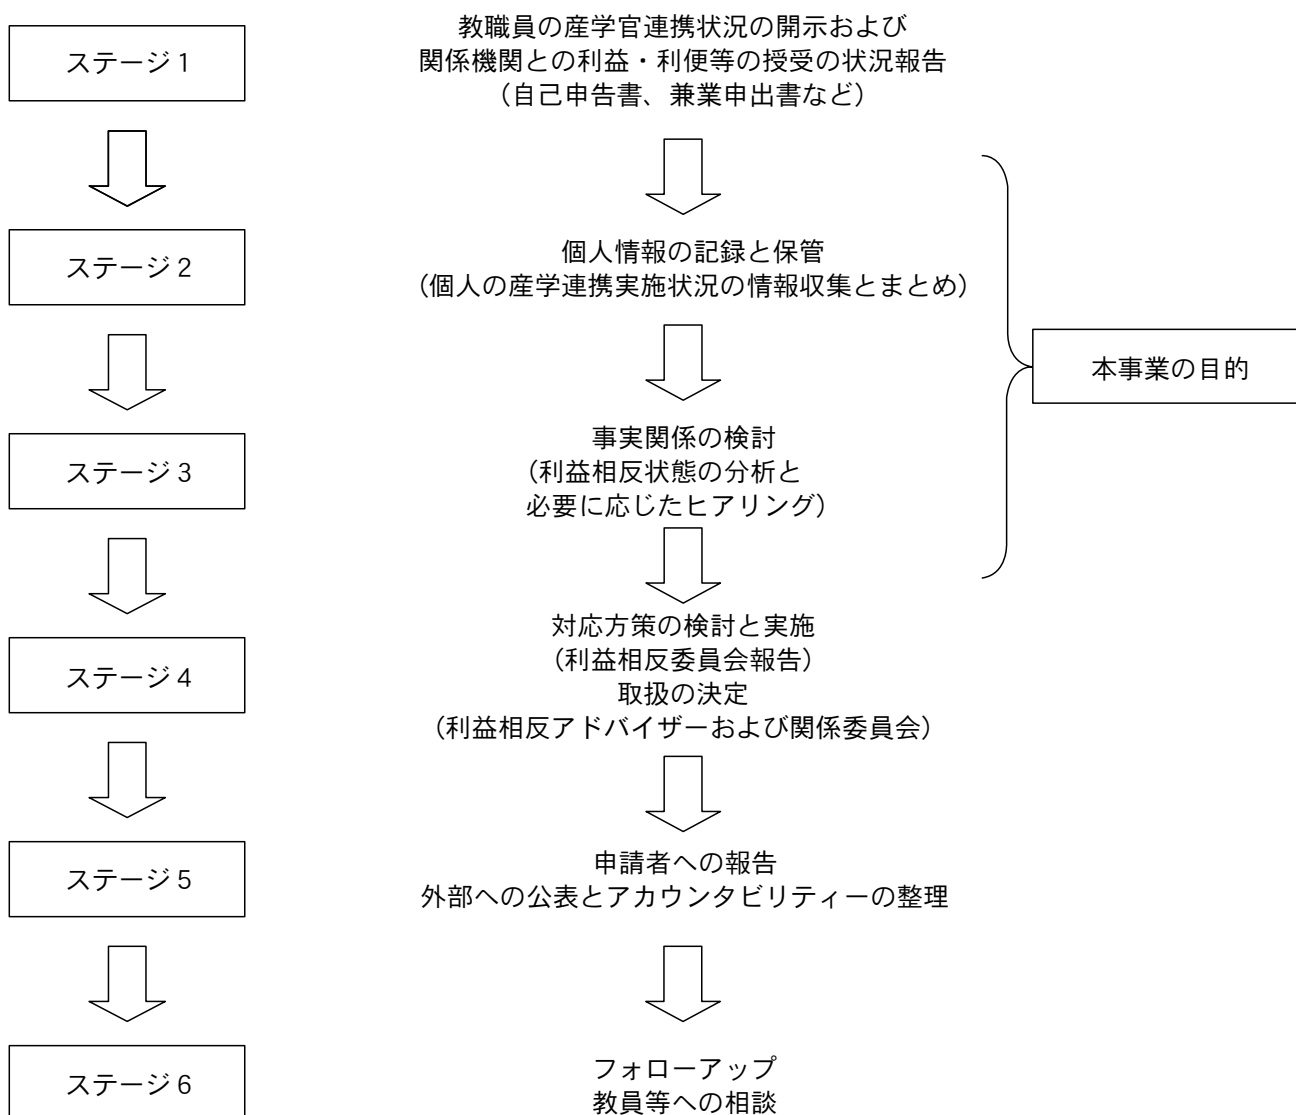 ステージ１
教職員の産学官連携状況の開示および
関係機関との利益・利便等の授受の状況報告
（自己申告書、兼業申出書など）
ステージ２
個人情報の記録と保管
（個人の産学連携実施状況の情報収集とまとめ）
本事業の目的
ステージ３
事実関係の検討
（利益相反状態の分析と
必要に応じたヒアリング）
ステージ４
対応方策の検討と実施
（利益相反委員会報告）
取扱の決定
（利益相反アドバイザーおよび関係委員会）
ステージ５
申請者への報告
外部への公表とアカウンタビリティーの整理
ステージ６
フォローアップ
教員等への相談